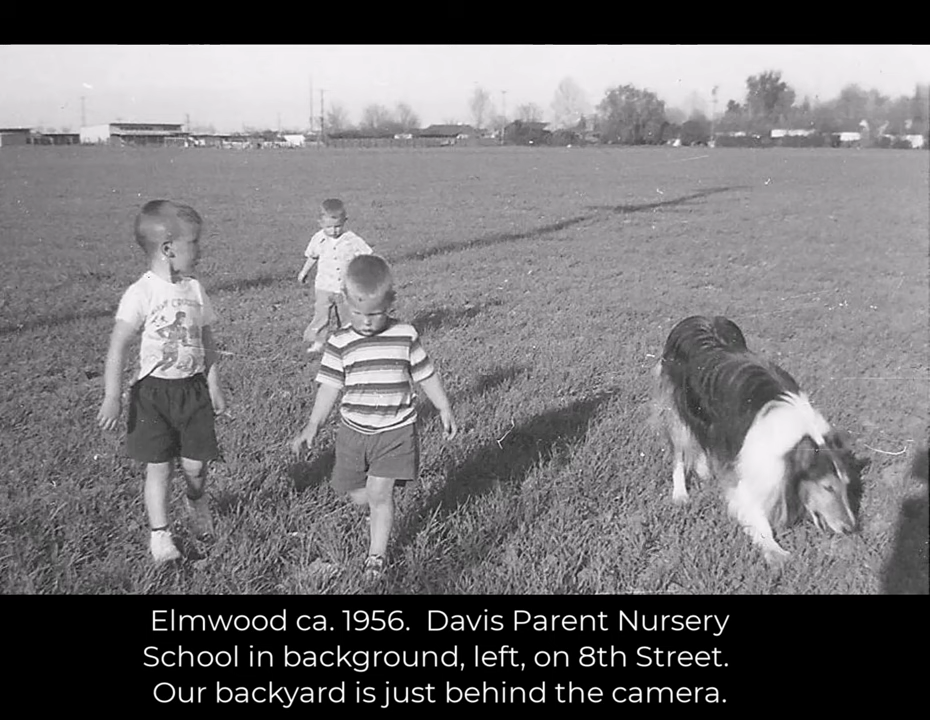 Elmwood ca. 1956.  Davis Parent Nursery
School in background, left, on 8th Street.
Our backyard is just behind the camera.